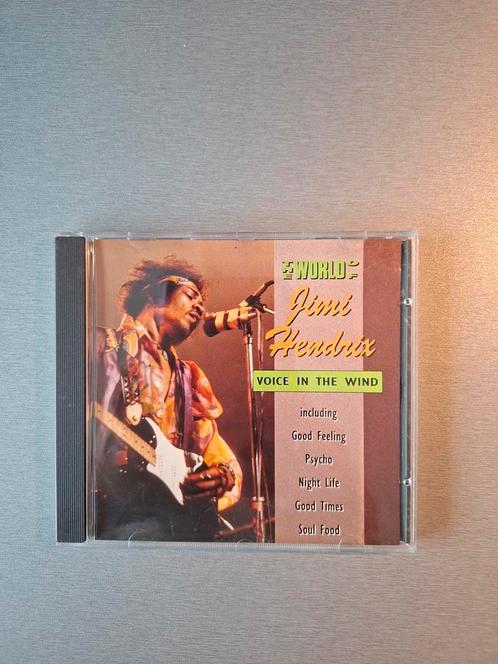 THE WORLD OF
Jimi
Hendrix
VOICE IN THE WIND
including
Good Feeling
Psycho
Night Life
Good Times
Soul Food